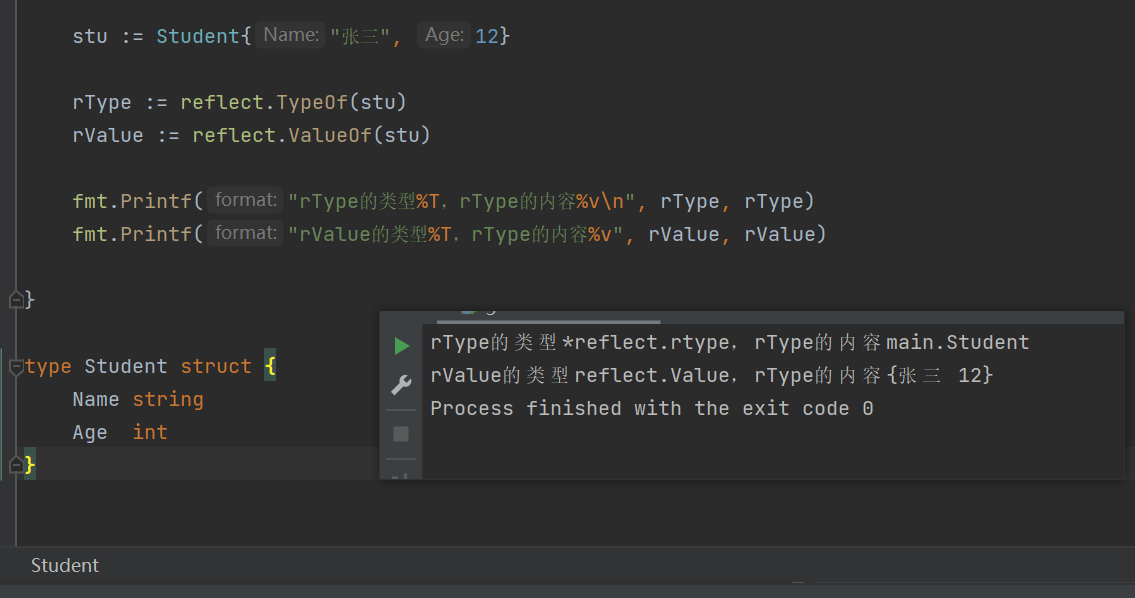 stu := Student{ Name: "张三", Age: 12}
rType := reflect.TypeOf(stu)
rValue := reflect.ValueOf(stu)
fmt.Printf( format: "rType的类型%T，rType的内容%v\n", rType, rType)
fmt.Printf( format: "rValue的类型%T，rType的内容%v", rValue, rValue)
}
type Student struct {
Name string
Age  int
}
rType的类型*reflect.rtype，rType的内容main.Student
rValue的类型reflect.Value，rType的内容{张三 12}
Process finished with the exit code 0
Student